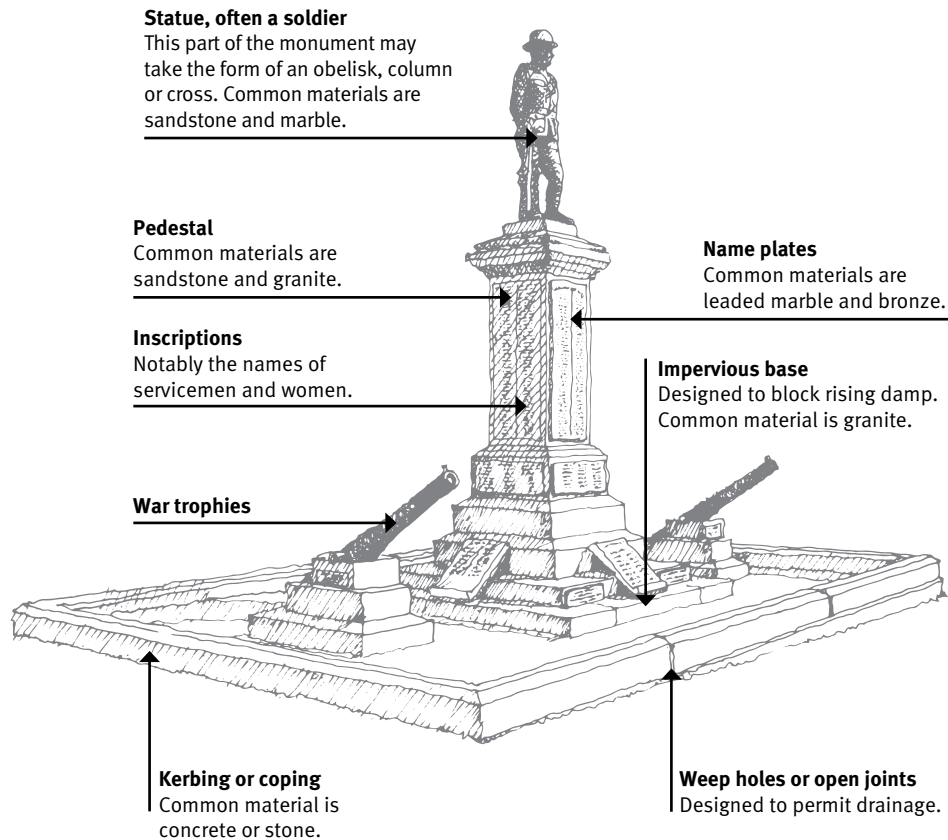 Statue, often a soldier
This part of the monument may
take the form of an obelisk, column
or cross. Common materials are
sandstone and marble.
Pedestal
Common materials are
sandstone and granite.
Name plates
Common materials are
leaded marble and bronze.
Inscriptions
Notably the names of
servicemen and women.
Impervious base
Designed to block rising damp.
Common material is granite.
War trophies
Kerbing or coping
Common material is
concrete or stone.
Weep holes or open joints
Designed to permit drainage.